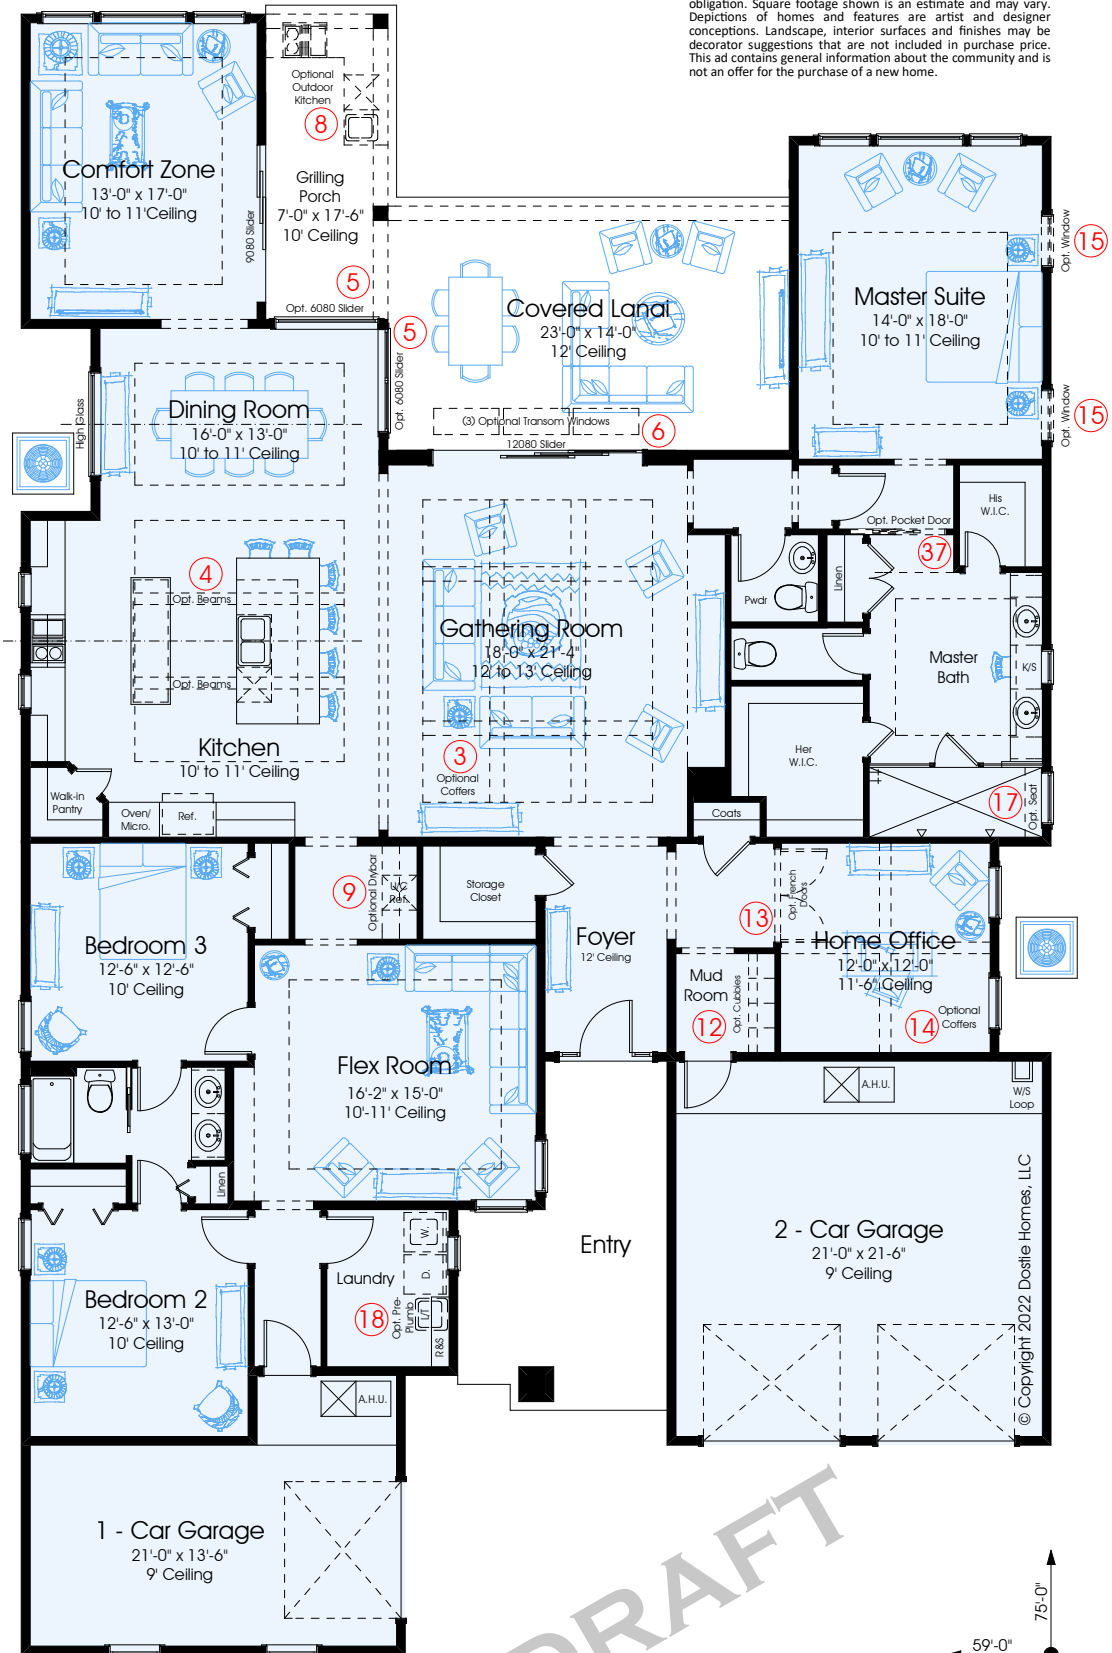 obligation. Square footage shown is an estimate and may vary.
Depictions of homes and features are artist and designer
conceptions. Landscape, interior surfaces and finishes may be
decorator suggestions that are not included in purchase price.
This ad contains general information about the community and is
not an offer for the purchase of a new home.
Optional
Outdoor
Kitchen
8
Comfort Zone
13'-0" x 17'-0"
10' to 11'Ceiling
Grilling
Porch
7'-0" x 17'-6"
10' Ceiling
9080 Slider
5
Opt. 6080 Slider
5
Opt. 6080 Slider
Covered Lanai
23'-0" x 14'-0"
12' Ceiling
(3) Optional Transom Windows
6
12080 Slider
Master Suite
14'-0" x 18'-0"
10' to 11' Ceiling
Opt. Window
15
Opt. Window
15
High Glass
Dining Room
16'-0" x 13'-0"
10' to 11' Ceiling
His
W.I.C.
Opt. Pocket Door
37
Linen
Pwdr
4
Opt. Beams
Opt. Beams
Kitchen
10' to 11' Ceiling
Gathering Room
18'-0" x 21'-4"
12' to 13' Ceiling
3
Optional
Coffers
Master
Bath
K/S
Her
W.I.C.
17
Opt. Seat
Walk-in
Pantry
Oven/
Micro.
Ref.
Coats
Bedroom 3
12'-6" x 12'-6"
10' Ceiling
9
Optional Drybar
U/C
Ref.
Storage
Closet
Foyer
12' Ceiling
13
Opt. French
Doors
Home Office
12'-0" x 12'-0"
11'-6" Ceiling
14
Optional
Coffers
Mud
Room
12
Opt. Cubbies
Flex Room
16'-2" x 15'-0"
10'-11' Ceiling
A.H.U.
W/S
Loop
Linen
2 - Car Garage
21'-0" x 21-6"
9' Ceiling
Entry
Laundry
18
W.
D.
Opt. Pre-
Plumb
L/T
R&S
Bedroom 2
12'-6" x 13'-0"
10' Ceiling
A.H.U.
© Copyright 2022 Dostie Homes, LLC
1 - Car Garage
21'-0" x 13'-6"
9' Ceiling
DRAFT
75'-0"
59'-0"